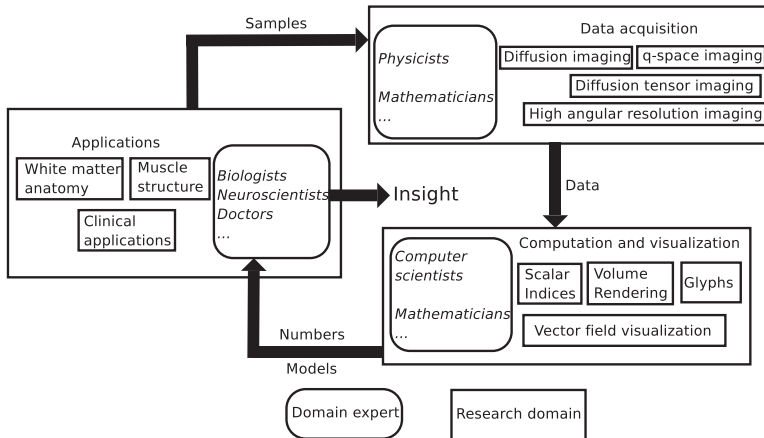 Samples
Data acquisition
Physicists
Mathematicians
...
Diffusion imaging
q-space imaging
Diffusion tensor imaging
High angular resolution imaging
Applications
White matter
anatomy
Muscle
structure
Clinical
applications
Biologists
Neuroscientists
Doctors
...
Insight
Data
Computation and visualization
Computer
scientists
Mathematicians
...
Scalar
Indices
Volume
Rendering
Glyphs
Vector field visualization
Numbers
Models
Domain expert
Research domain